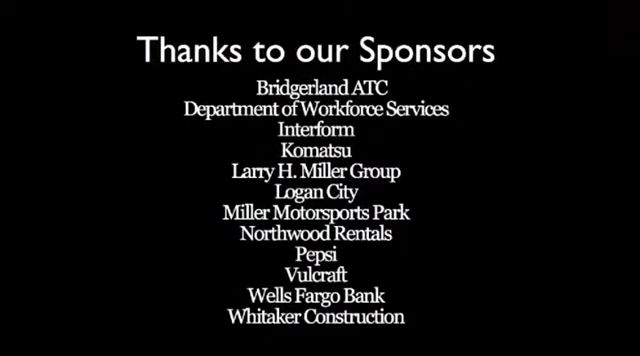 Thanks to our Sponsors
Bridgerland ATC
Department of Workforce Services
Interform
Komatsu
Larry H. Miller Group
Logan City
Miller Motorsports Park
Northwood Rentals
Pepsi
Vulcraft
Wells Fargo Bank
Whitaker Construction